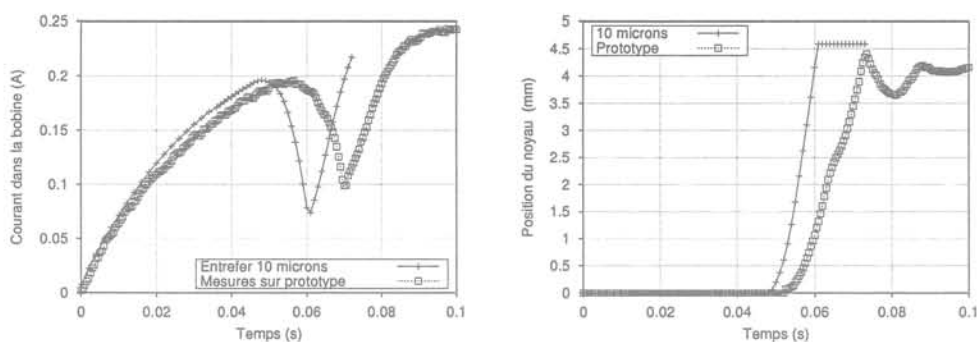 0.25
0.2
0.15
0.1
0.05
0
Courant dans la bobine (A)
Entrefer 10 microns
Mesures sur prototype
0 0.02 0.04 0.06 0.08 0.1
Temps (s)
5
4.5
4
3.5
3
2.5
2
1.5
1
0.5
0
Position du noyau (mm)
10 microns
Prototype
0 0.02 0.04 0.06 0.08 0.1
Temps (s)